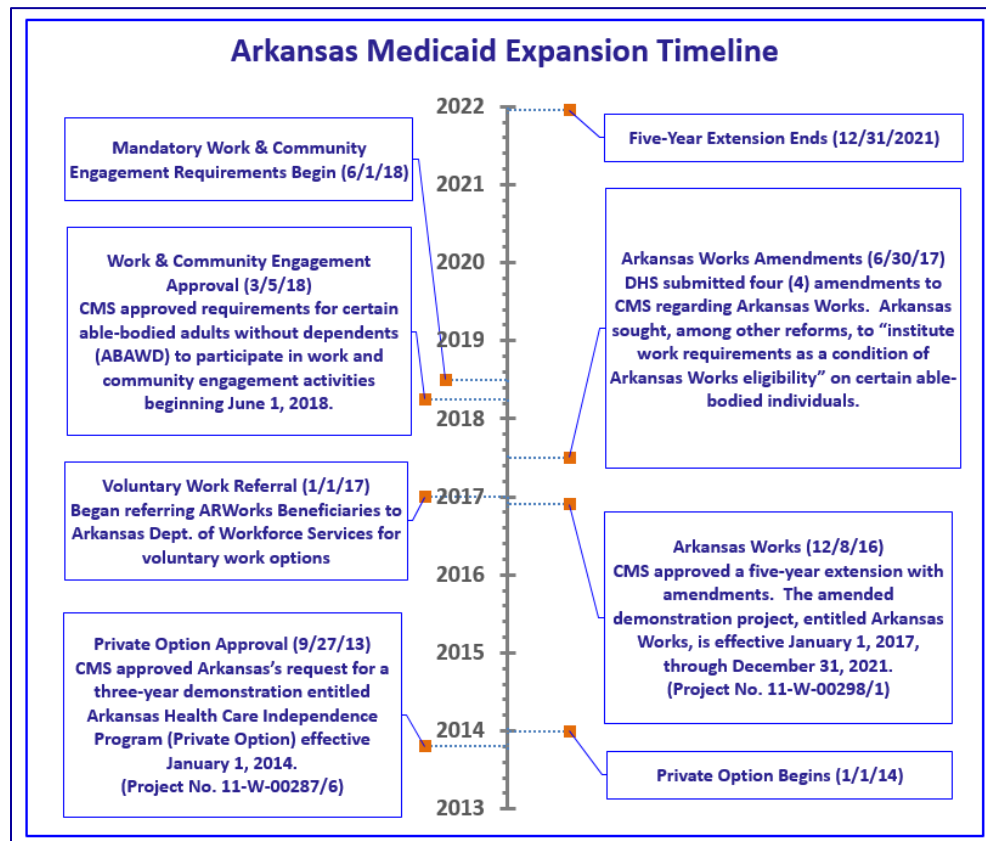 Arkansas Medicaid Expansion Timeline
2022
2021
2020
2019
2018
2017
2016
2015
2014
2013
Mandatory Work & Community
Engagement Requirements Begin (6/1/18)
Work & Community Engagement
Approval (3/5/18)
CMS approved requirements for certain
able-bodied adults without dependents
(ABAWD) to participate in work and
community engagement activities
beginning June 1, 2018.
Voluntary Work Referral (1/1/17)
Began referring ARWorks Beneficiaries to
Arkansas Dept. of Workforce Services for
voluntary work options
Private Option Approval (9/27/13)
CMS approved Arkansas's request for a
three-year demonstration entitled
Arkansas Health Care Independence
Program (Private Option) effective
January 1, 2014.
(Project No. 11-W-00287/6)
Five-Year Extension Ends (12/31/2021)
Arkansas Works Amendments (6/30/17)
DHS submitted four (4) amendments to
CMS regarding Arkansas Works.  Arkansas
sought, among other reforms, to “institute
work requirements as a condition of
Arkansas Works eligibility” on certain able-
bodied individuals.
Arkansas Works (12/8/16)
CMS approved a five-year extension with
amendments.  The amended
demonstration project, entitled Arkansas
Works, is effective January 1, 2017,
through December 31, 2021.
(Project No. 11-W-00298/1)
Private Option Begins (1/1/14)